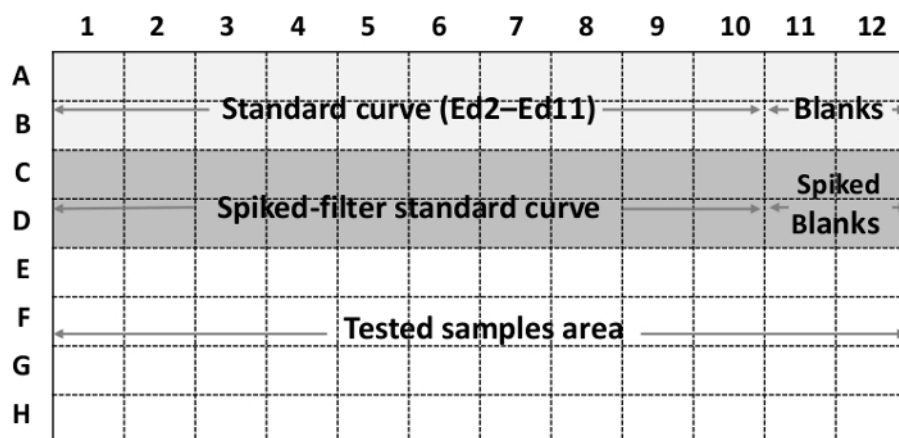 1 2 3 4 5 6 7 8 9 10 11 12
A
B
Standard curve (Ed2–Ed11)
Blanks
C
D
Spiked-filter standard curve
Spiked
Blanks
E
F
Tested samples area
G
H